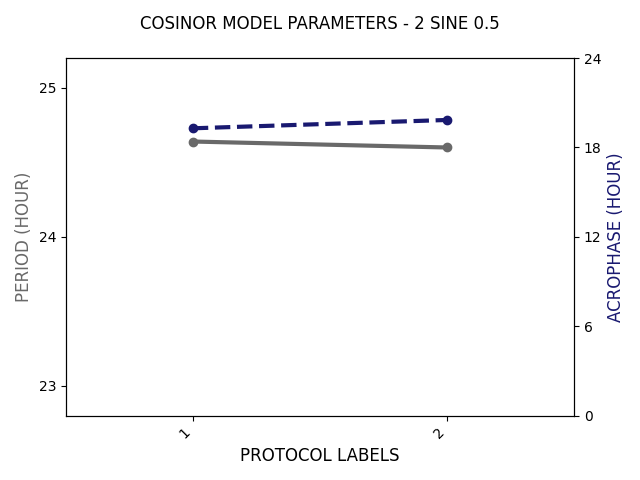 COSINOR MODEL PARAMETERS - 2 SINE 0.5
25
24
23
PERIOD (HOUR)
24
18
12
6
0
ACROPHASE (HOUR)
1
2
PROTOCOL LABELS